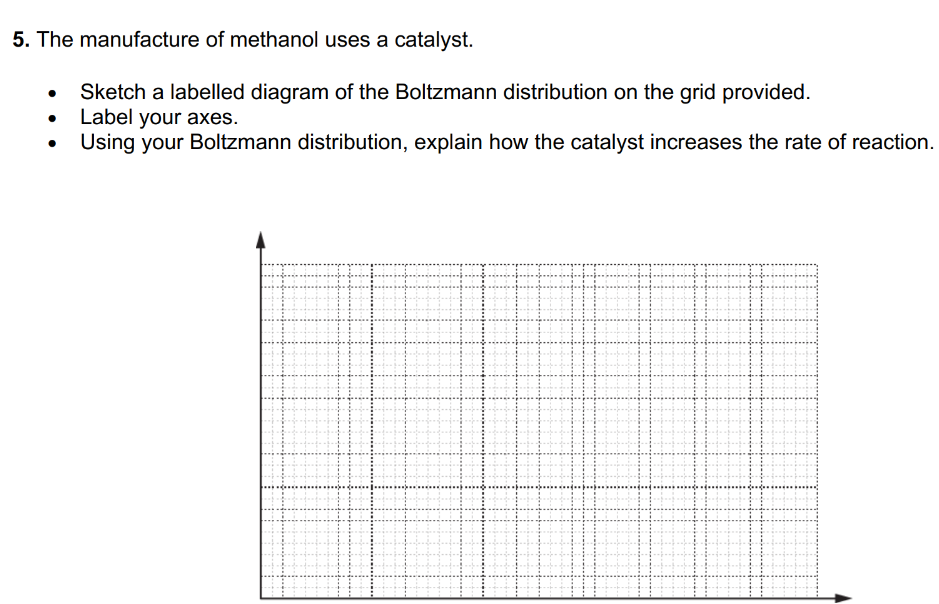 5. The manufacture of methanol uses a catalyst.
• Sketch a labelled diagram of the Boltzmann distribution on the grid provided.
• Label your axes.
• Using your Boltzmann distribution, explain how the catalyst increases the rate of reaction.